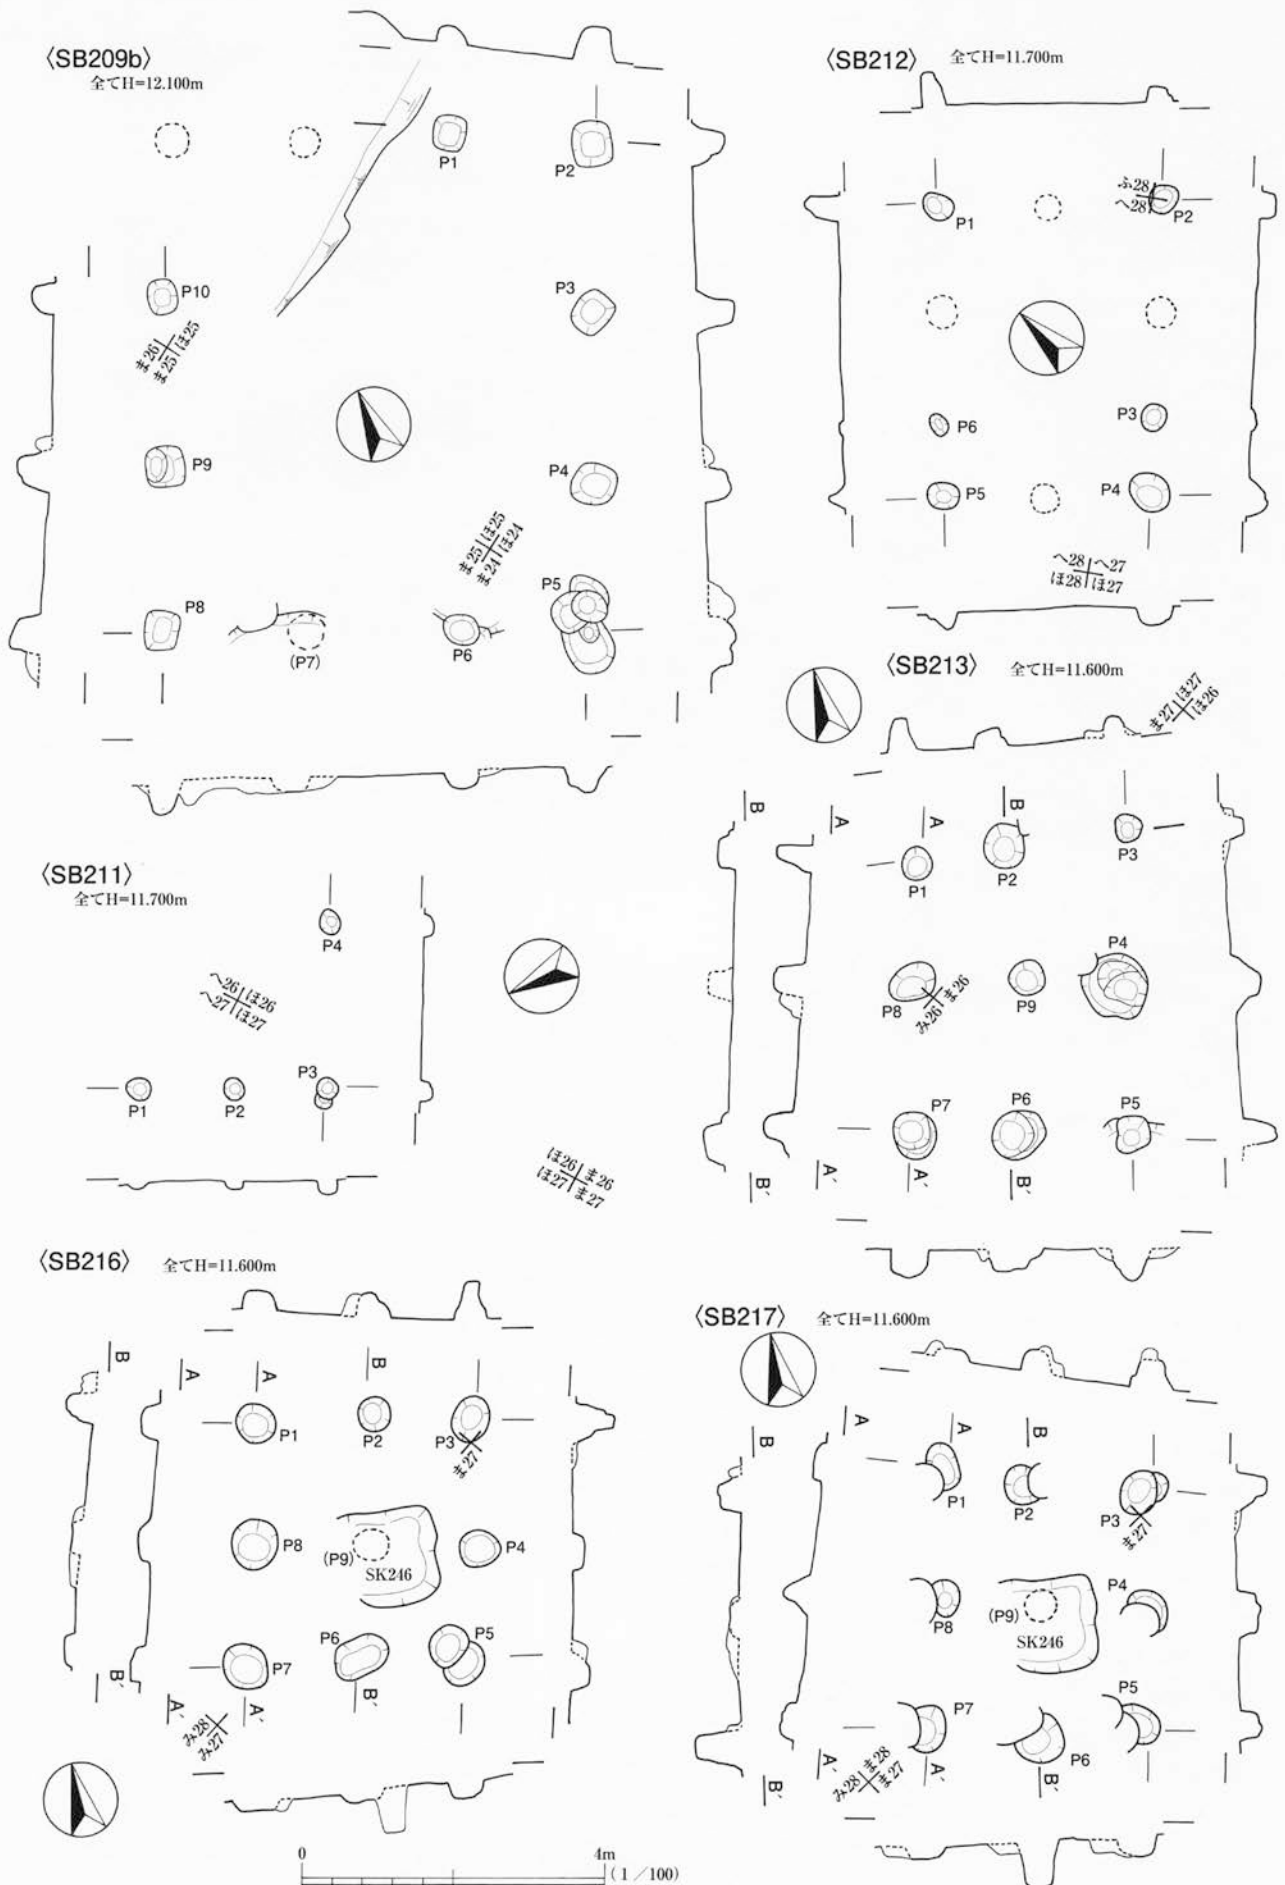 〈SB209b〉
全てH=12.100m
P1
P2
P3
P4
P5
P6
(P7)
P8
P9
P10
ま26 ほ25
ま25
ま25 ほ25
ま24 ほ24
〈SB212〉
全てH=11.700m
P1
P2
ふ28
へ28
P3
P4
P5
P6
へ28 へ27
ほ28 ほ27
〈SB213〉
全てH=11.600m
ま27 ほ27
ほ26
B
A
A
B
P1
P2
P3
P4
P8
み26 ま26
P9
P7
P6
P5
B'
A'
A'
B'
〈SB211〉
全てH=11.700m
P4
へ26 ほ26
へ27 ほ27
P1
P2
P3
ほ26 ま26
ほ27 ま27
〈SB216〉
全てH=11.600m
B
A
A
B
P1
P2
P3
ま27
P8
(P9)
SK246
P4
P7
P6
P5
B'
A'
A'
B'
み28
み27
〈SB217〉
全てH=11.600m
B
A
A
B
P1
P2
P3
ま27
P8
(P9)
SK246
P4
P7
P6
P5
B'
A'
A'
B'
み28 ま28
ま27
0 4m
(1/100)